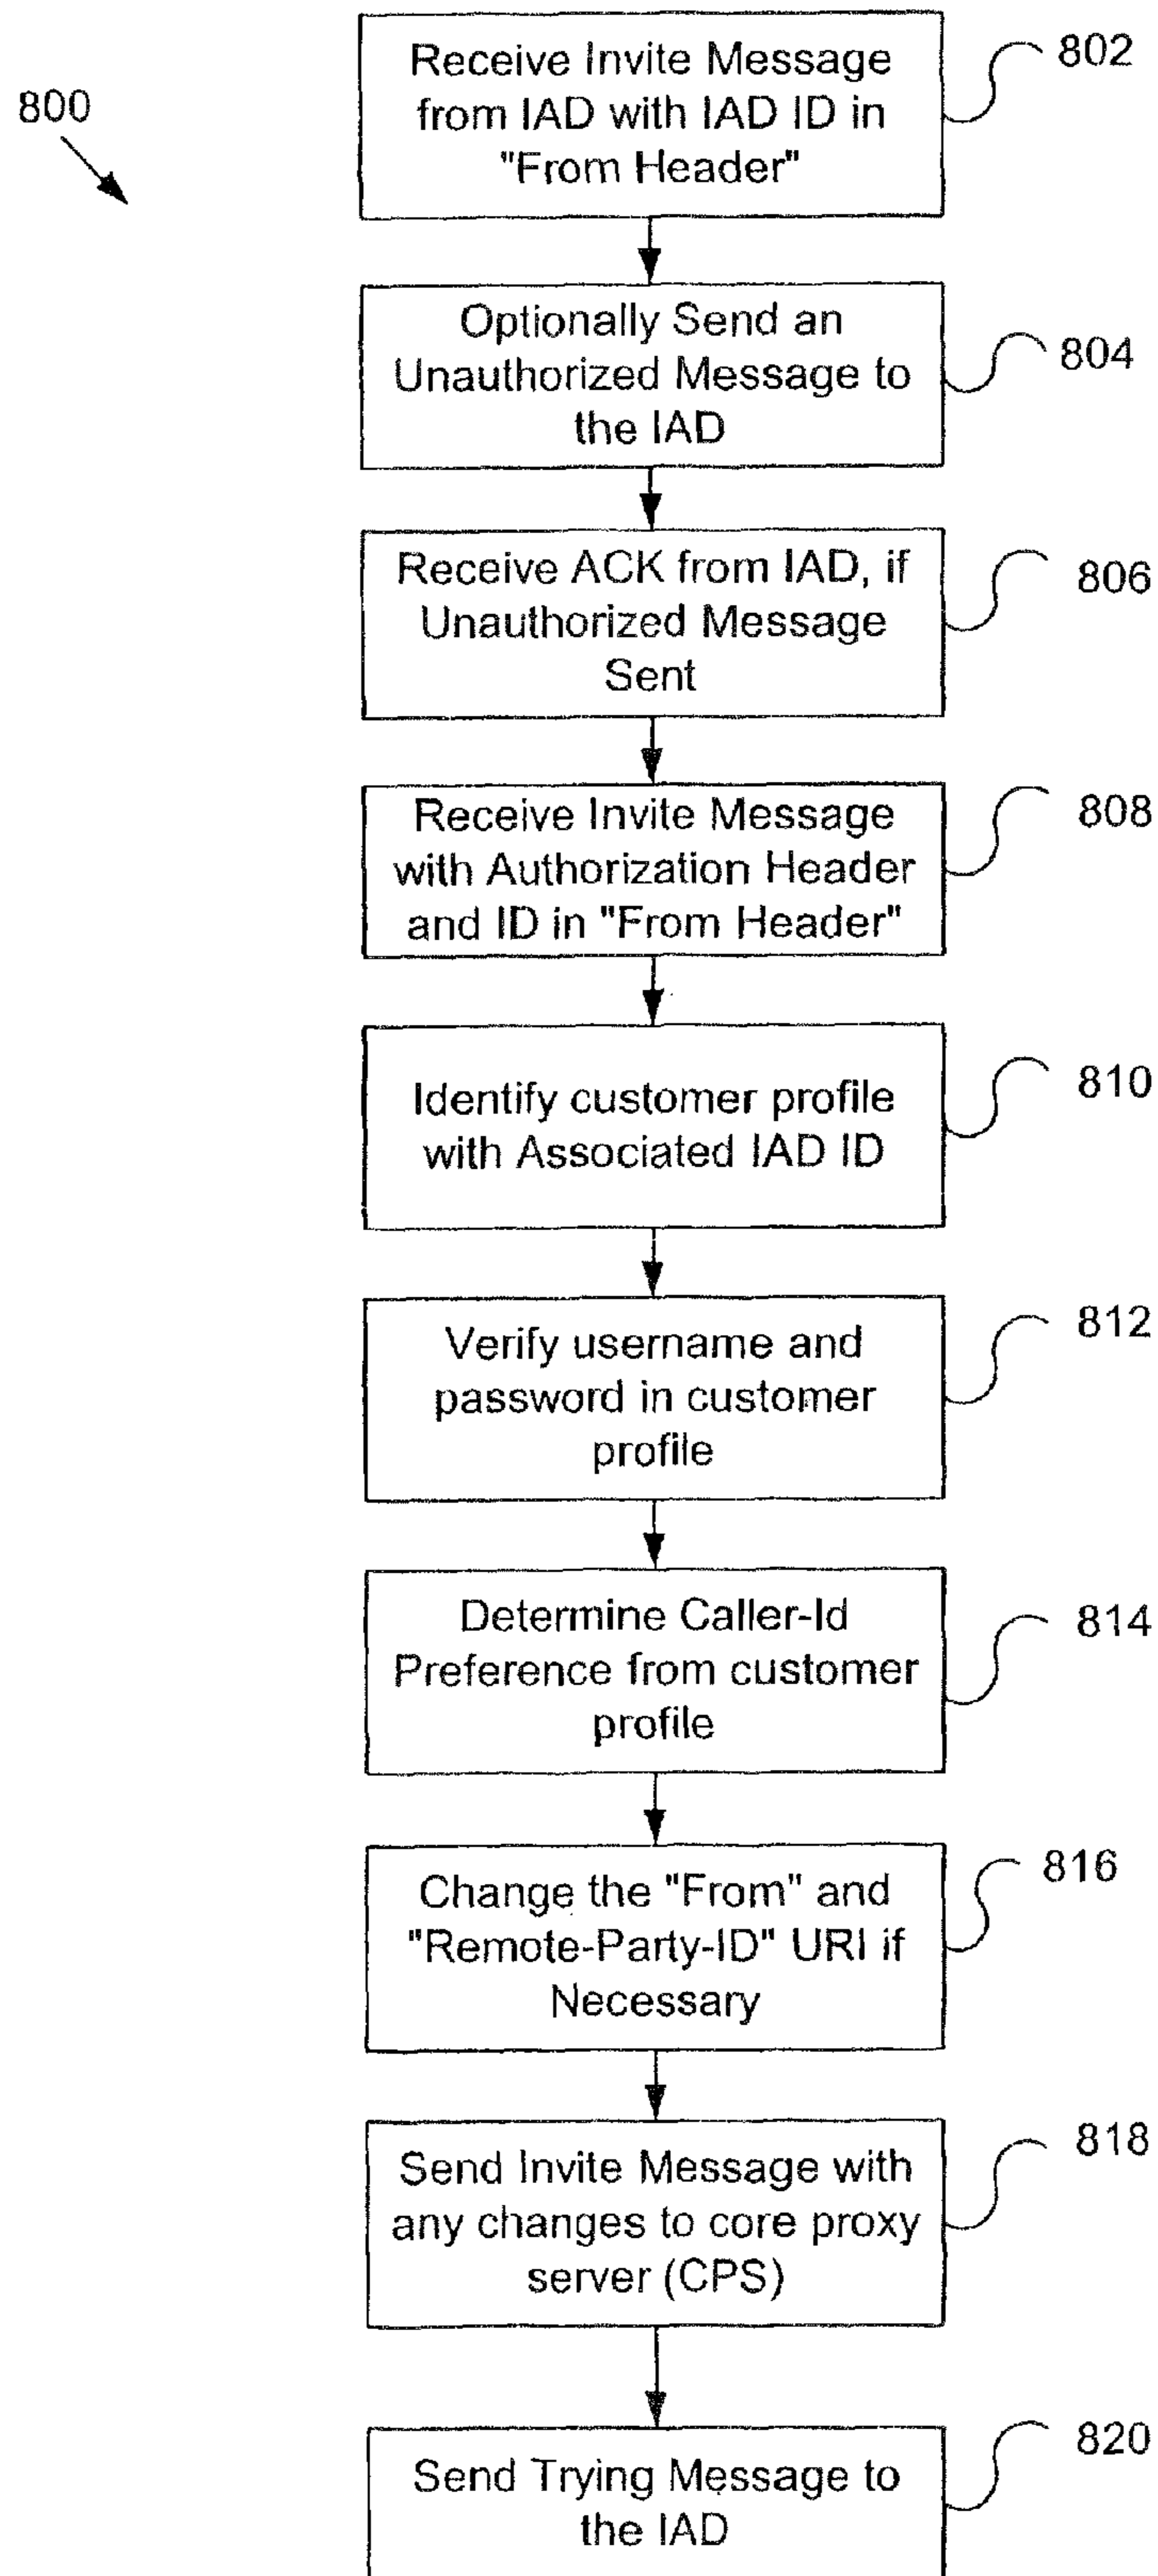 800
Receive Invite Message
from IAD with IAD ID in
"From Header"
802
Optionally Send an
Unauthorized Message to
the IAD
804
Receive ACK from IAD, if
Unauthorized Message
Sent
806
Receive Invite Message
with Authorization Header
and ID in "From Header"
808
Identify customer profile
with Associated IAD ID
810
Verify username and
password in customer
profile
812
Determine Caller-Id
Preference from customer
profile
814
Change the "From" and
"Remote-Party-ID" URI if
Necessary
816
Send Invite Message with
any changes to core proxy
server (CPS)
818
Send Trying Message to
the IAD
820